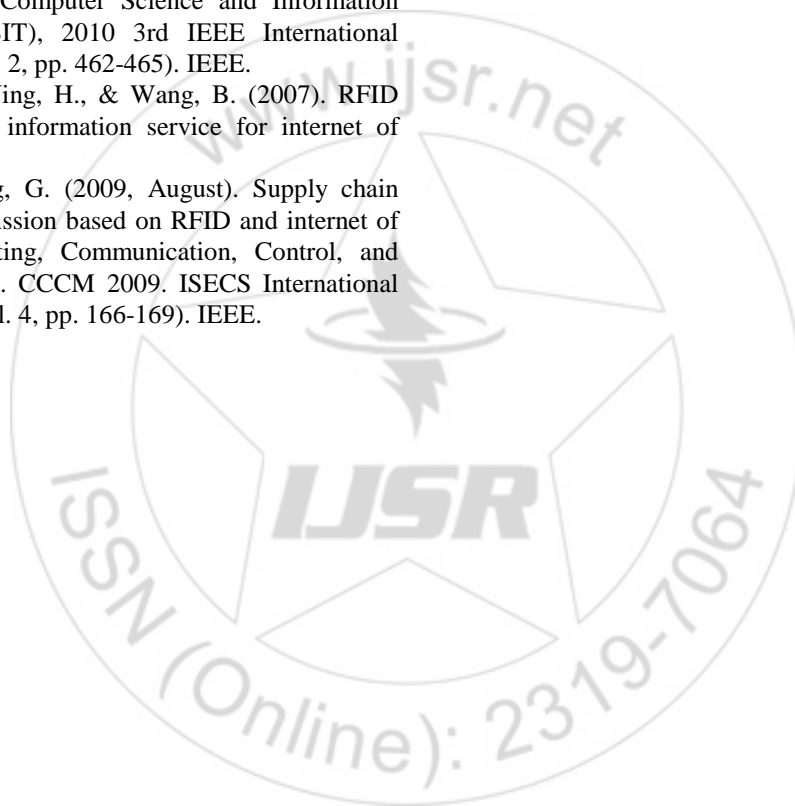 Computer Science and Information
IT), 2010 3rd IEEE International
2, pp. 462-465). IEEE.
ing, H., & Wang, B. (2007). RFID
information service for internet of
g, G. (2009, August). Supply chain
ission based on RFID and internet of
ting, Communication, Control, and
. CCCM 2009. ISECS International
l. 4, pp. 166-169). IEEE.
www.ijsr.net
IJSR
ISSN (Online): 2319-7064